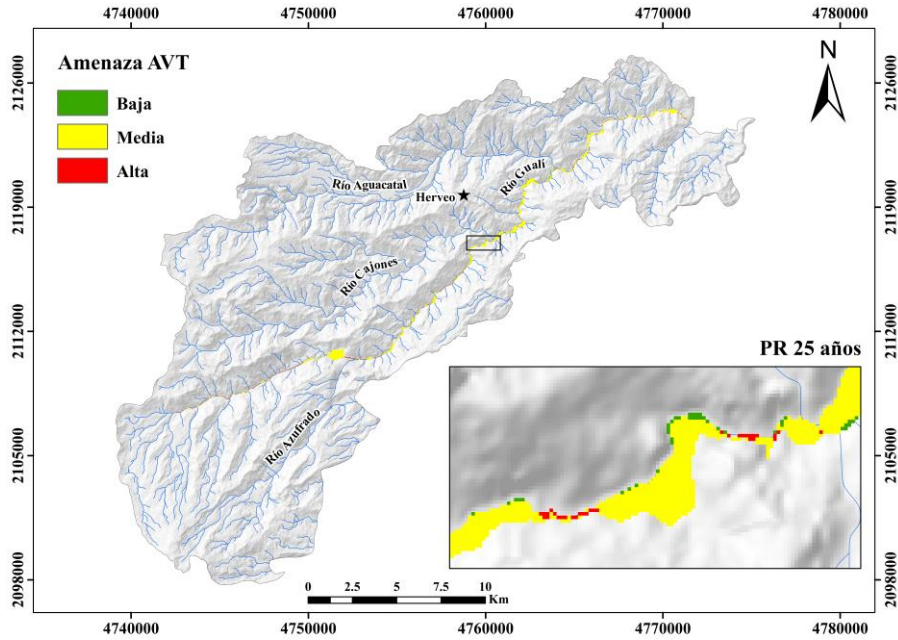 4740000 4750000 4760000 4770000 4780000
Amenaza AVT
Baja
Media
Alta
N
2126000 2126000
Río Gualí
Río Aguacatal
Herveo
2119000 2119000
Río Cajones
2112000 2112000
PR 25 años
Río Azufrado
2105000 2105000
2098000 2098000
0 2.5 5 7.5 10
Km
4740000 4750000 4760000 4770000 4780000